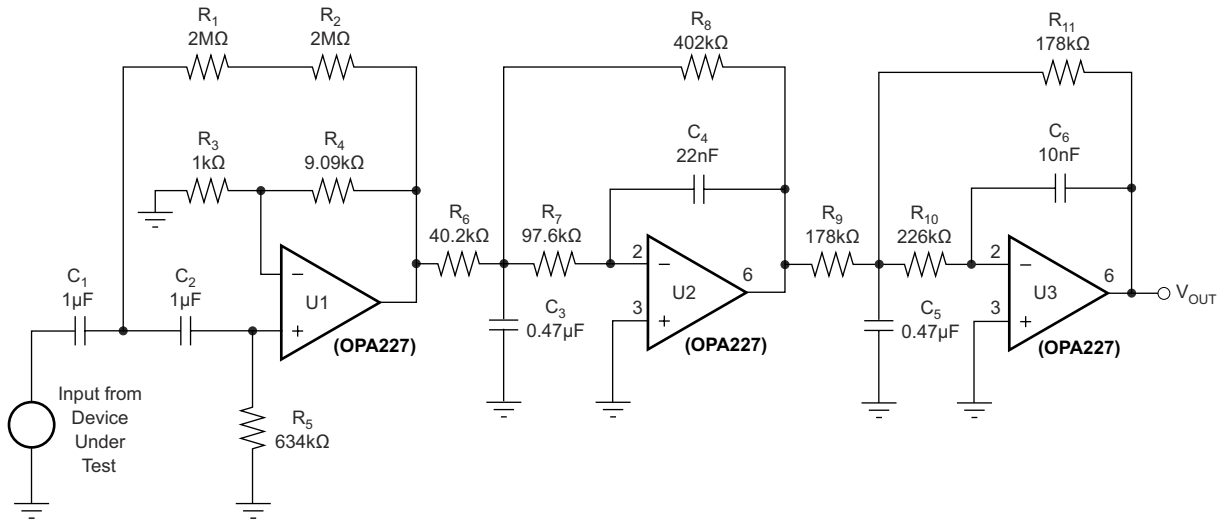 R1
2MΩ
R2
2MΩ
R8
402kΩ
R11
178kΩ
R3
1kΩ
R4
9.09kΩ
C4
22nF
C6
10nF
R6
40.2kΩ
R7
97.6kΩ
R9
178kΩ
R10
226kΩ
C1
1µF
C2
1µF
−
U1
+
(OPA227)
2
−
U2
6
3
+
(OPA227)
2
−
U3
6
3
+
(OPA227)
VOUT
C3
0.47µF
C5
0.47µF
Input from
Device
Under
Test
R5
634kΩ